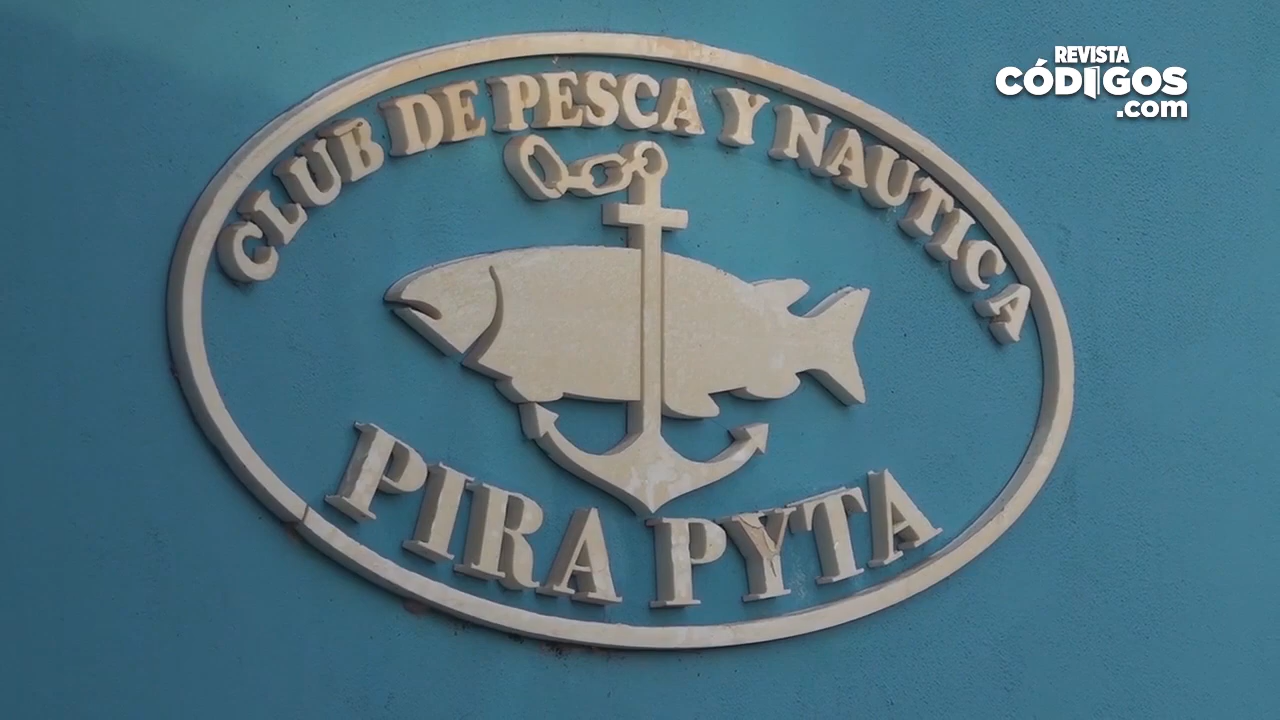 REVISTA
CÓDIGOS
.com
CLUB DE PESCA Y NAUTICA
PIRA PYTA